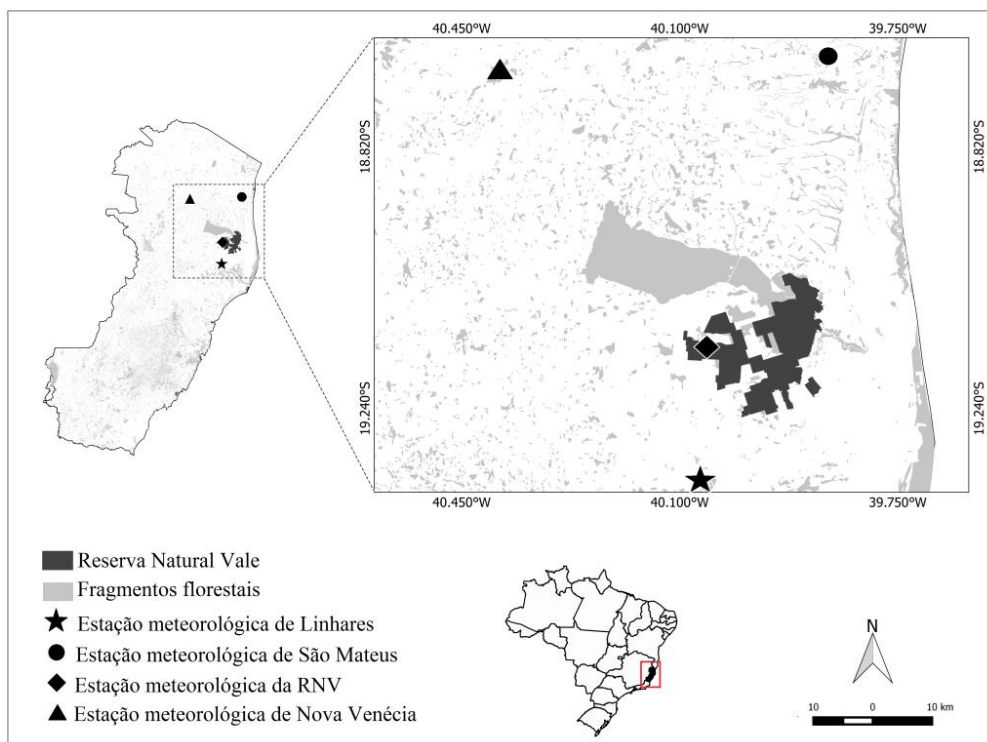 40.450°W 40.100°W 39.750°W
18.820°S 18.820°S
19.240°S 19.240°S
40.450°W 40.100°W 39.750°W
Reserva Natural Vale
Fragmentos florestais
Estação meteorológica de Linhares
Estação meteorológica de São Mateus
Estação meteorológica da RNV
Estação meteorológica de Nova Venécia
N
10 0 10 km